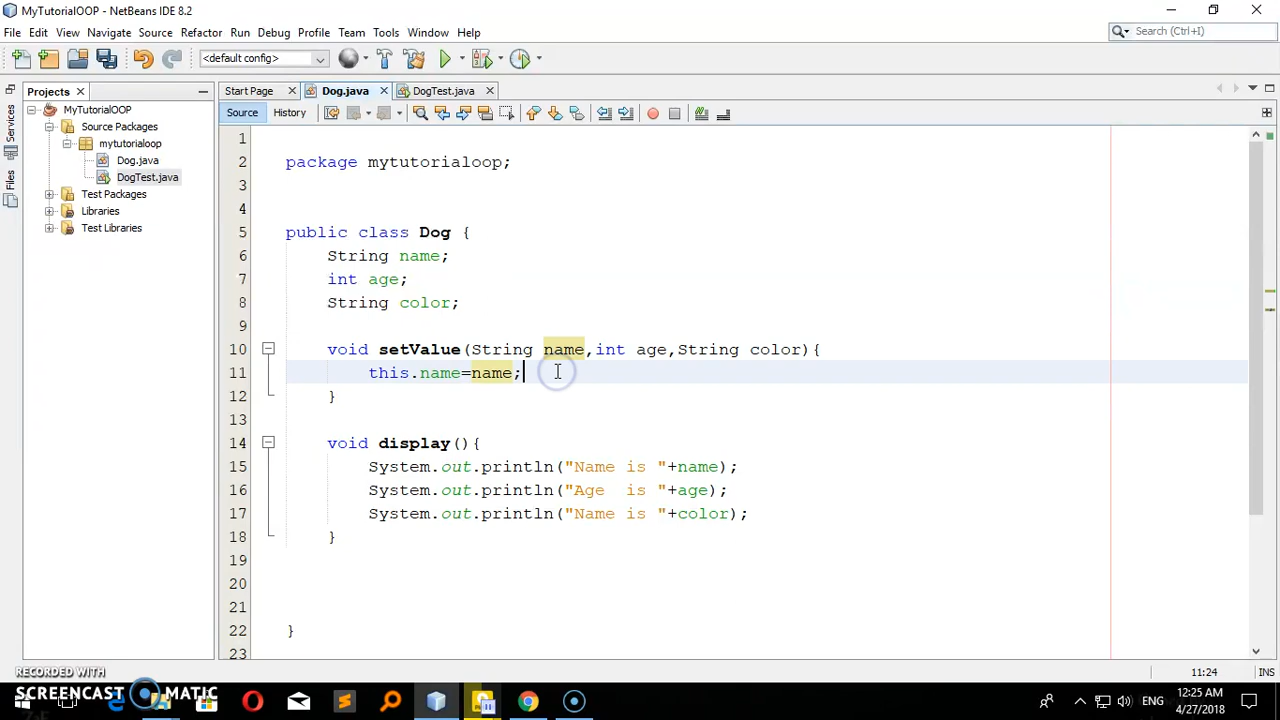 MyTutorialOOP - NetBeans IDE 8.2
File Edit View Navigate Source Refactor Run Debug Profile Team Tools Window Help
Search (Ctrl+I)
<default config>
Projects
Start Page Dog.java DogTest.java
Services
Files
MyTutorialOOP
Source Packages
mytutorialoop
Dog.java
DogTest.java
Test Packages
Libraries
Test Libraries
Source History
1
2 package mytutorialoop;
3
4
5 public class Dog {
6 String name;
7 int age;
8 String color;
9
10 void setValue(String name,int age,String color){
11 this.name=name;
12 }
13
14 void display(){
15 System.out.println("Name is "+name);
16 System.out.println("Age  is "+age);
17 System.out.println("Name is "+color);
18 }
19
20
21
22 }
23
11:24
RECORDED WITH
SCREENCAST MATIC
ENG
12:25 AM
4/27/2018